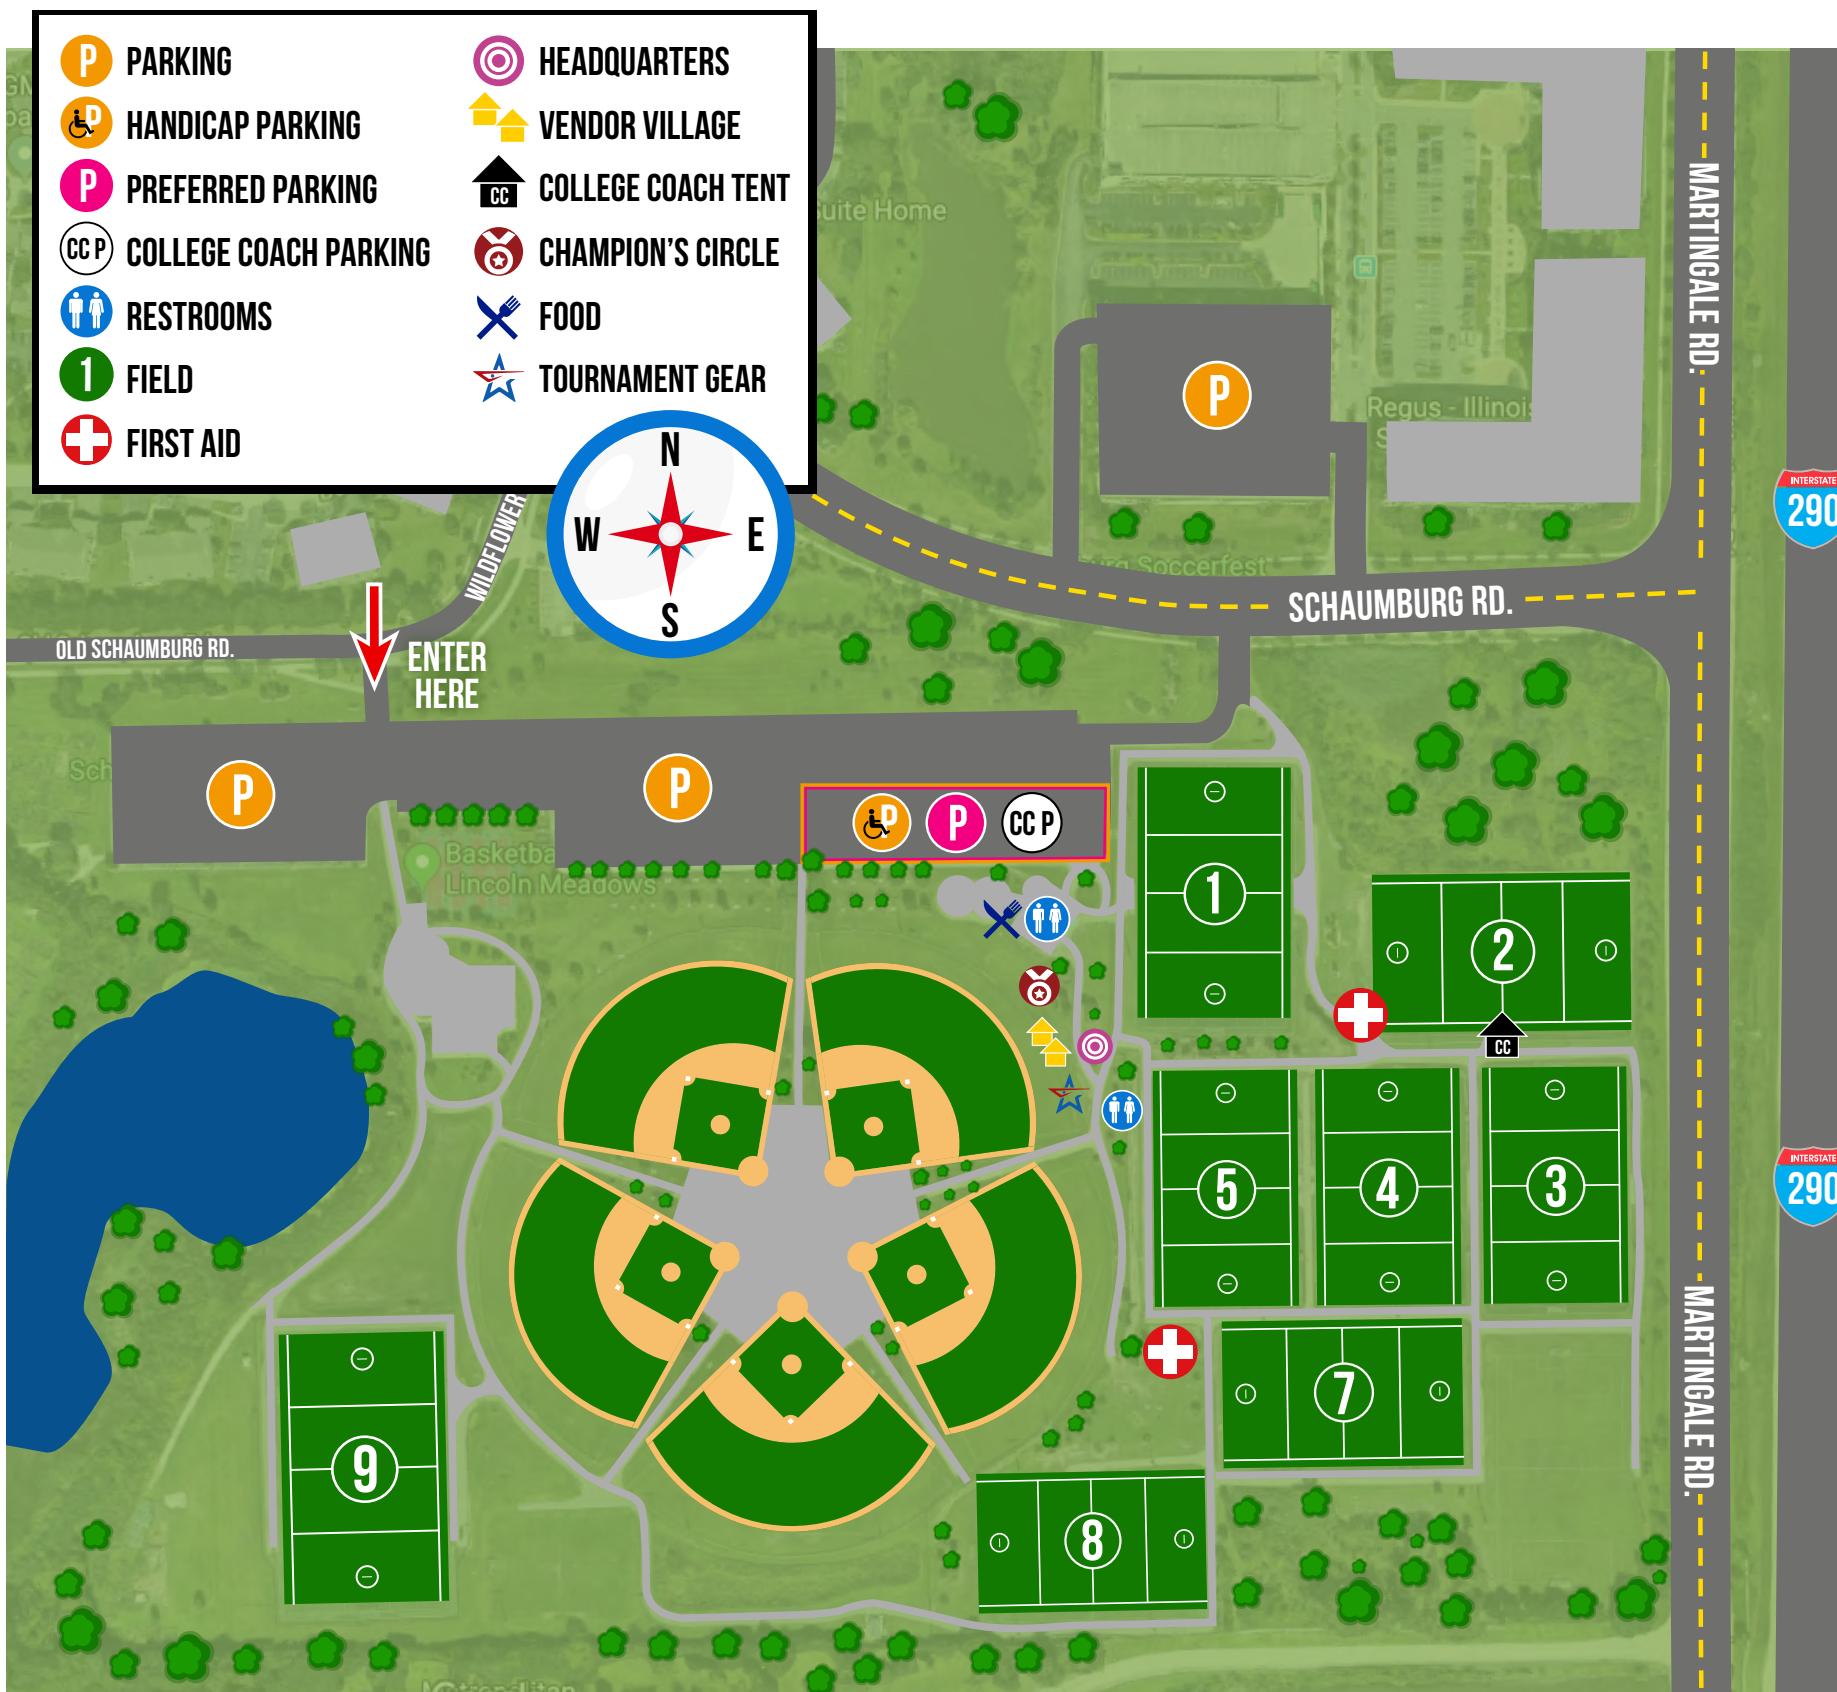 P PARKING
P HANDICAP PARKING
P PREFERRED PARKING
CC P COLLEGE COACH PARKING
RESTROOMS
1 FIELD
FIRST AID
HEADQUARTERS
VENDOR VILLAGE
CC COLLEGE COACH TENT
CHAMPION'S CIRCLE
FOOD
TOURNAMENT GEAR
N
W E
S
Suite Home
MARTINGALE RD.
P
Regus - Illinois
INTERSTATE
290
WILDFLOWER
Soccerfest
SCHAUMBURG RD.
OLD SCHAUMBURG RD.
ENTER
HERE
P
P
P
P
CC P
Basketba
Lincoln Meadows
1
2
CC
5
4
3
INTERSTATE
290
7
MARTINGALE RD.
9
8
Metropolitan